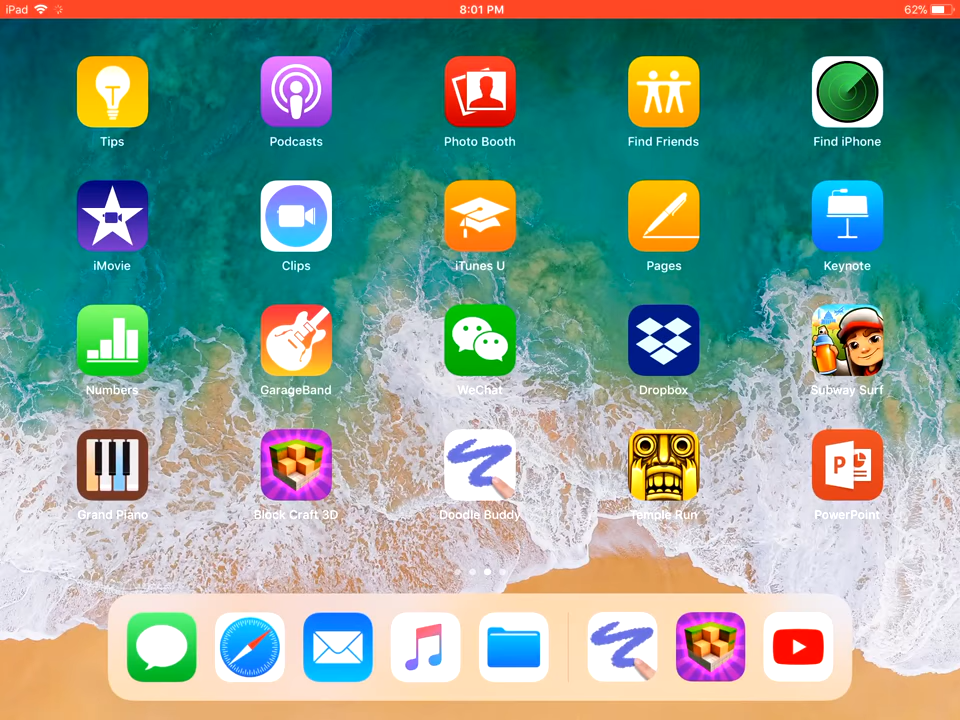 iPad 8:01 PM 62%
Tips Podcasts Photo Booth Find Friends Find iPhone
iMovie Clips iTunes U Pages Keynote
Numbers GarageBand WeChat Dropbox Subway Surf
Grand Piano Block Craft 3D Doodle Buddy Temple Run PowerPoint